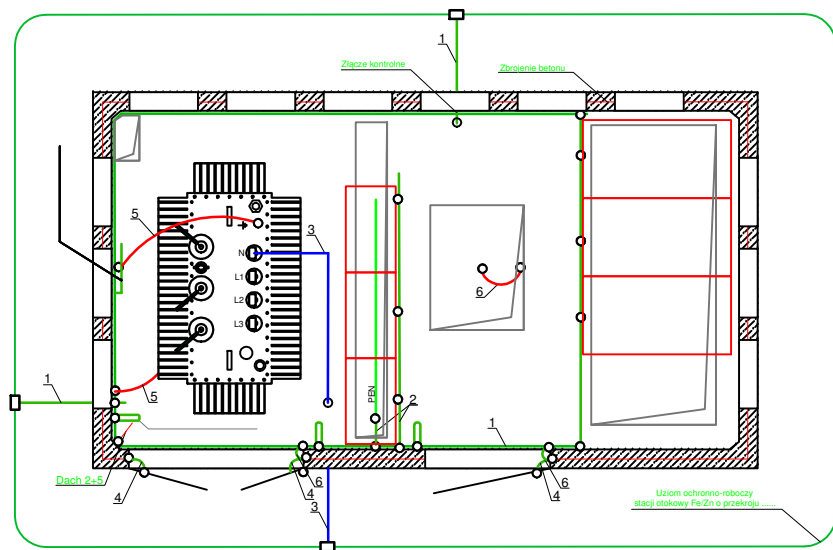 1
Złącze kontrolne
Zbrojenie betonu
5
3
N
L1
L2
L3
6
1
5
PEN
2
1
Dach 2+5
4
6
4
3
6
4
Uziom ochronno-roboczy
stacji otokowy Fe/Zn o przekroju ......